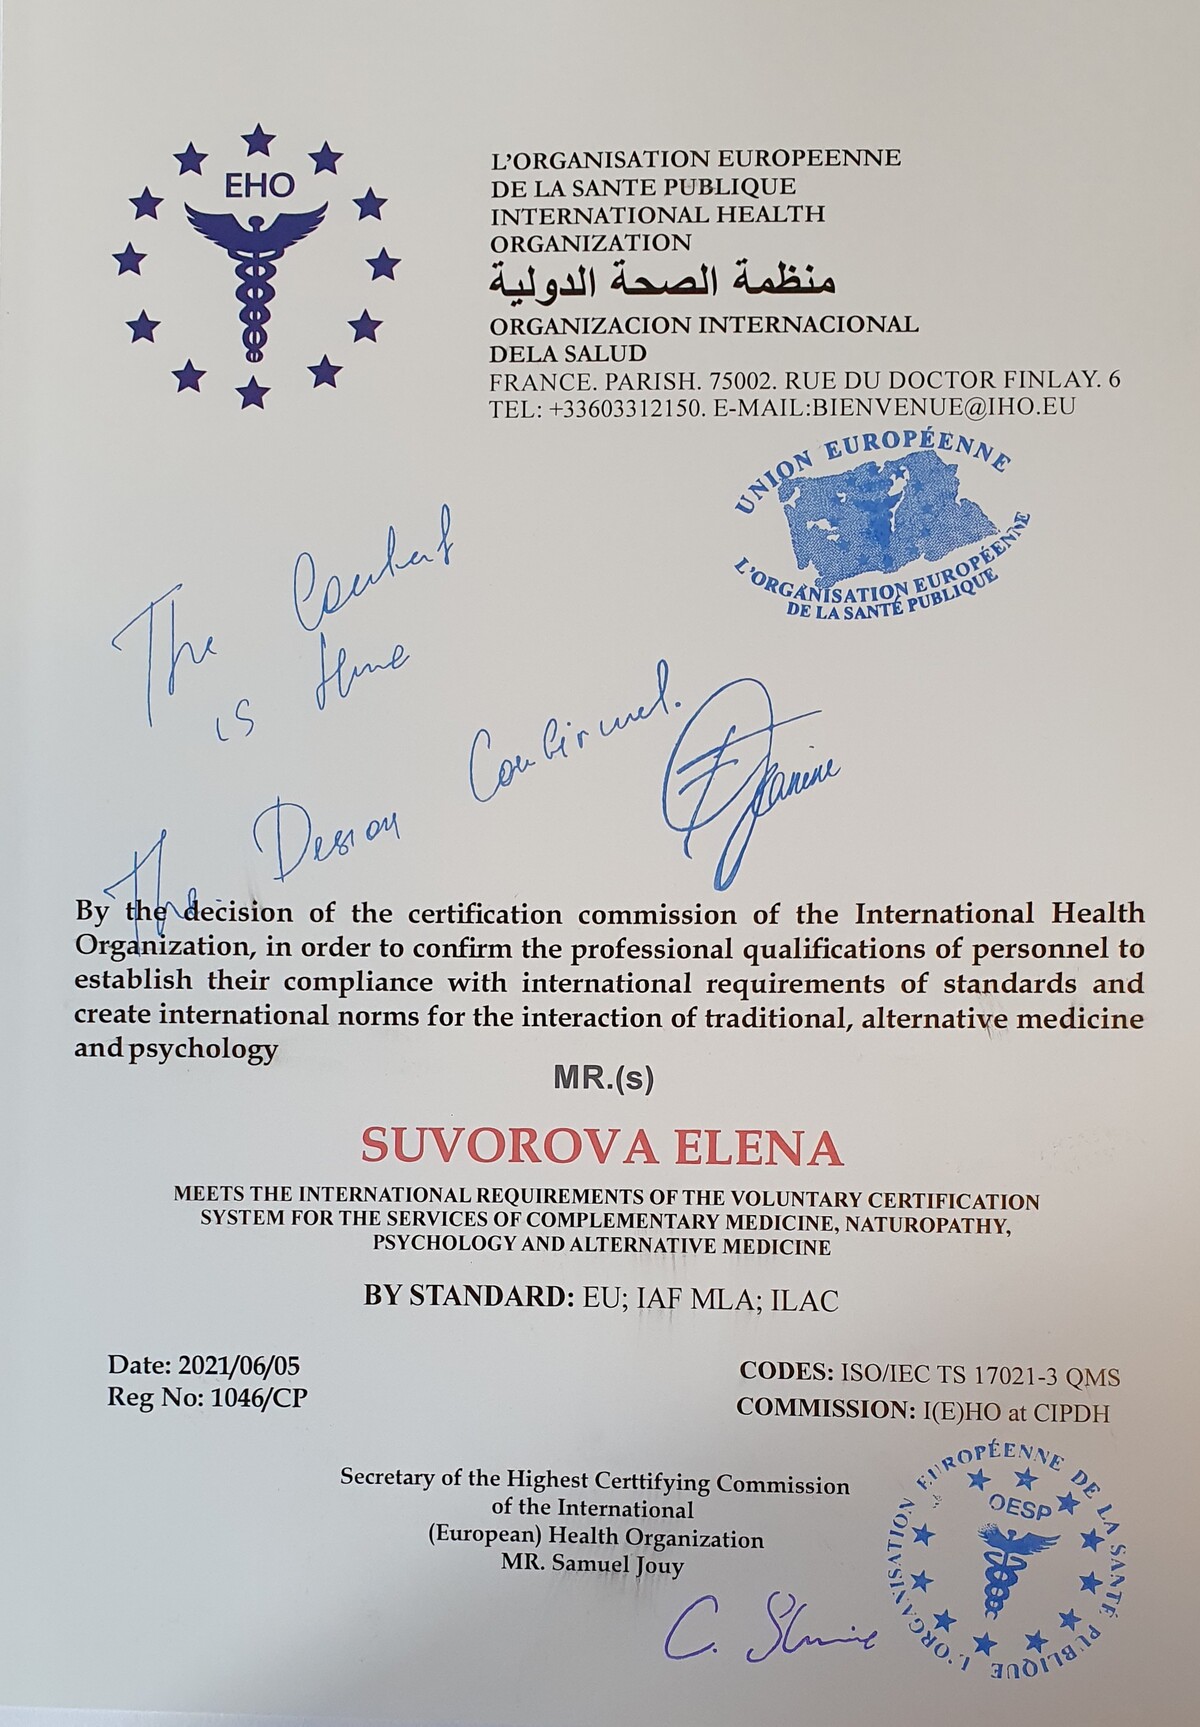 EHO
L'ORGANISATION EUROPEENNE
DE LA SANTE PUBLIQUE
INTERNATIONAL HEALTH
ORGANIZATION
منظمة الصحة الدولية
ORGANIZACION INTERNACIONAL
DELA SALUD
FRANCE. PARISH. 75002. RUE DU DOCTOR FINLAY. 6
TEL: +33603312150. E-MAIL:BIENVENUE@IHO.EU
UNION EUROPÉENNE
L'ORGANISATION EUROPÉENNE
DE LA SANTÉ PUBLIQUE
The
is
The
By the decision of the certification commission of the International Health
Organization, in order to confirm the professional qualifications of personnel to
establish their compliance with international requirements of standards and
create international norms for the interaction of traditional, alternative medicine
and psychology
MR.(s)
SUVOROVA ELENA
MEETS THE INTERNATIONAL REQUIREMENTS OF THE VOLUNTARY CERTIFICATION
SYSTEM FOR THE SERVICES OF COMPLEMENTARY MEDICINE, NATUROPATHY,
PSYCHOLOGY AND ALTERNATIVE MEDICINE
BY STANDARD: EU; IAF MLA; ILAC
Date: 2021/06/05
Reg No: 1046/CP
CODES: ISO/IEC TS 17021-3 QMS
COMMISSION: I(E)HO at CIPDH
Secretary of the Highest Certtifying Commission
of the International
(European) Health Organization
MR. Samuel Jouy
L'ORGANISATION EUROPÉENNE DE LA SANTÉ PUBLIQUE
OESP